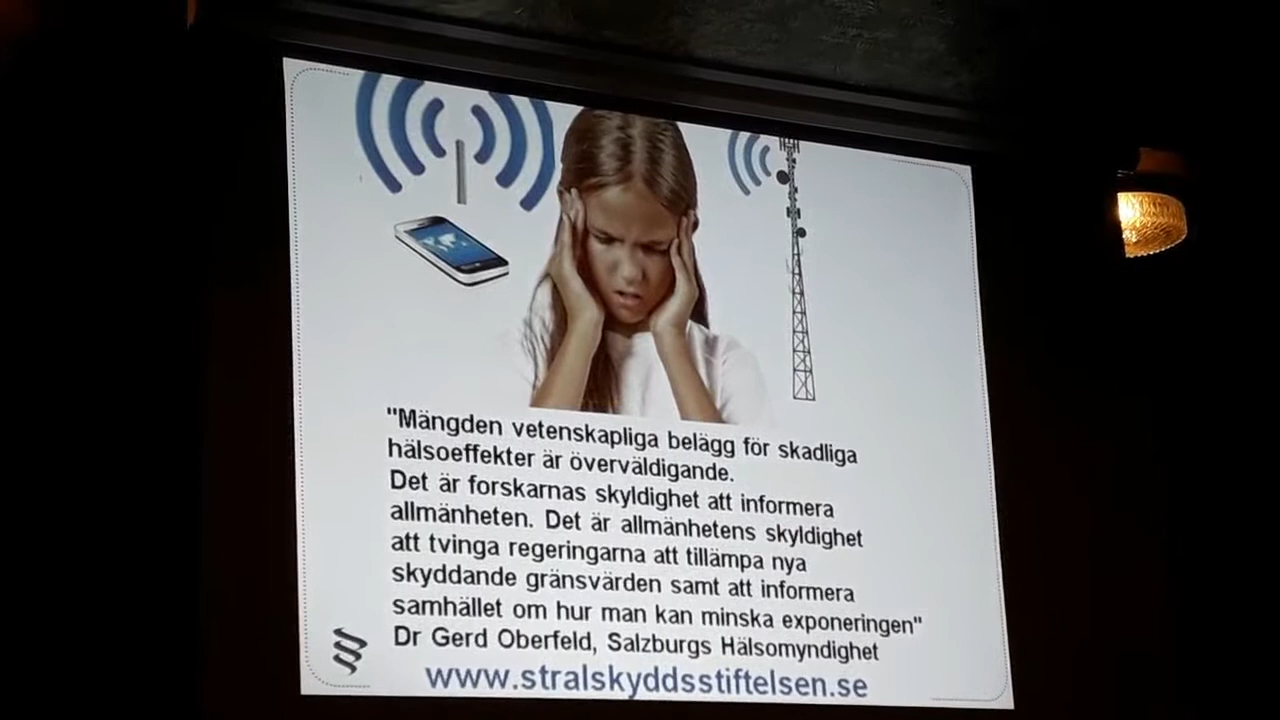 "Mängden vetenskapliga belägg för skadliga
hälsoeffekter är överväldigande.
Det är forskarnas skyldighet att informera
allmänheten. Det är allmänhetens skyldighet
att tvinga regeringarna att tillämpa nya
skyddande gränsvärden samt att informera
samhället om hur man kan minska exponeringen"
Dr Gerd Oberfeld, Salzburgs Hälsomyndighet
www.stralskyddsstiftelsen.se